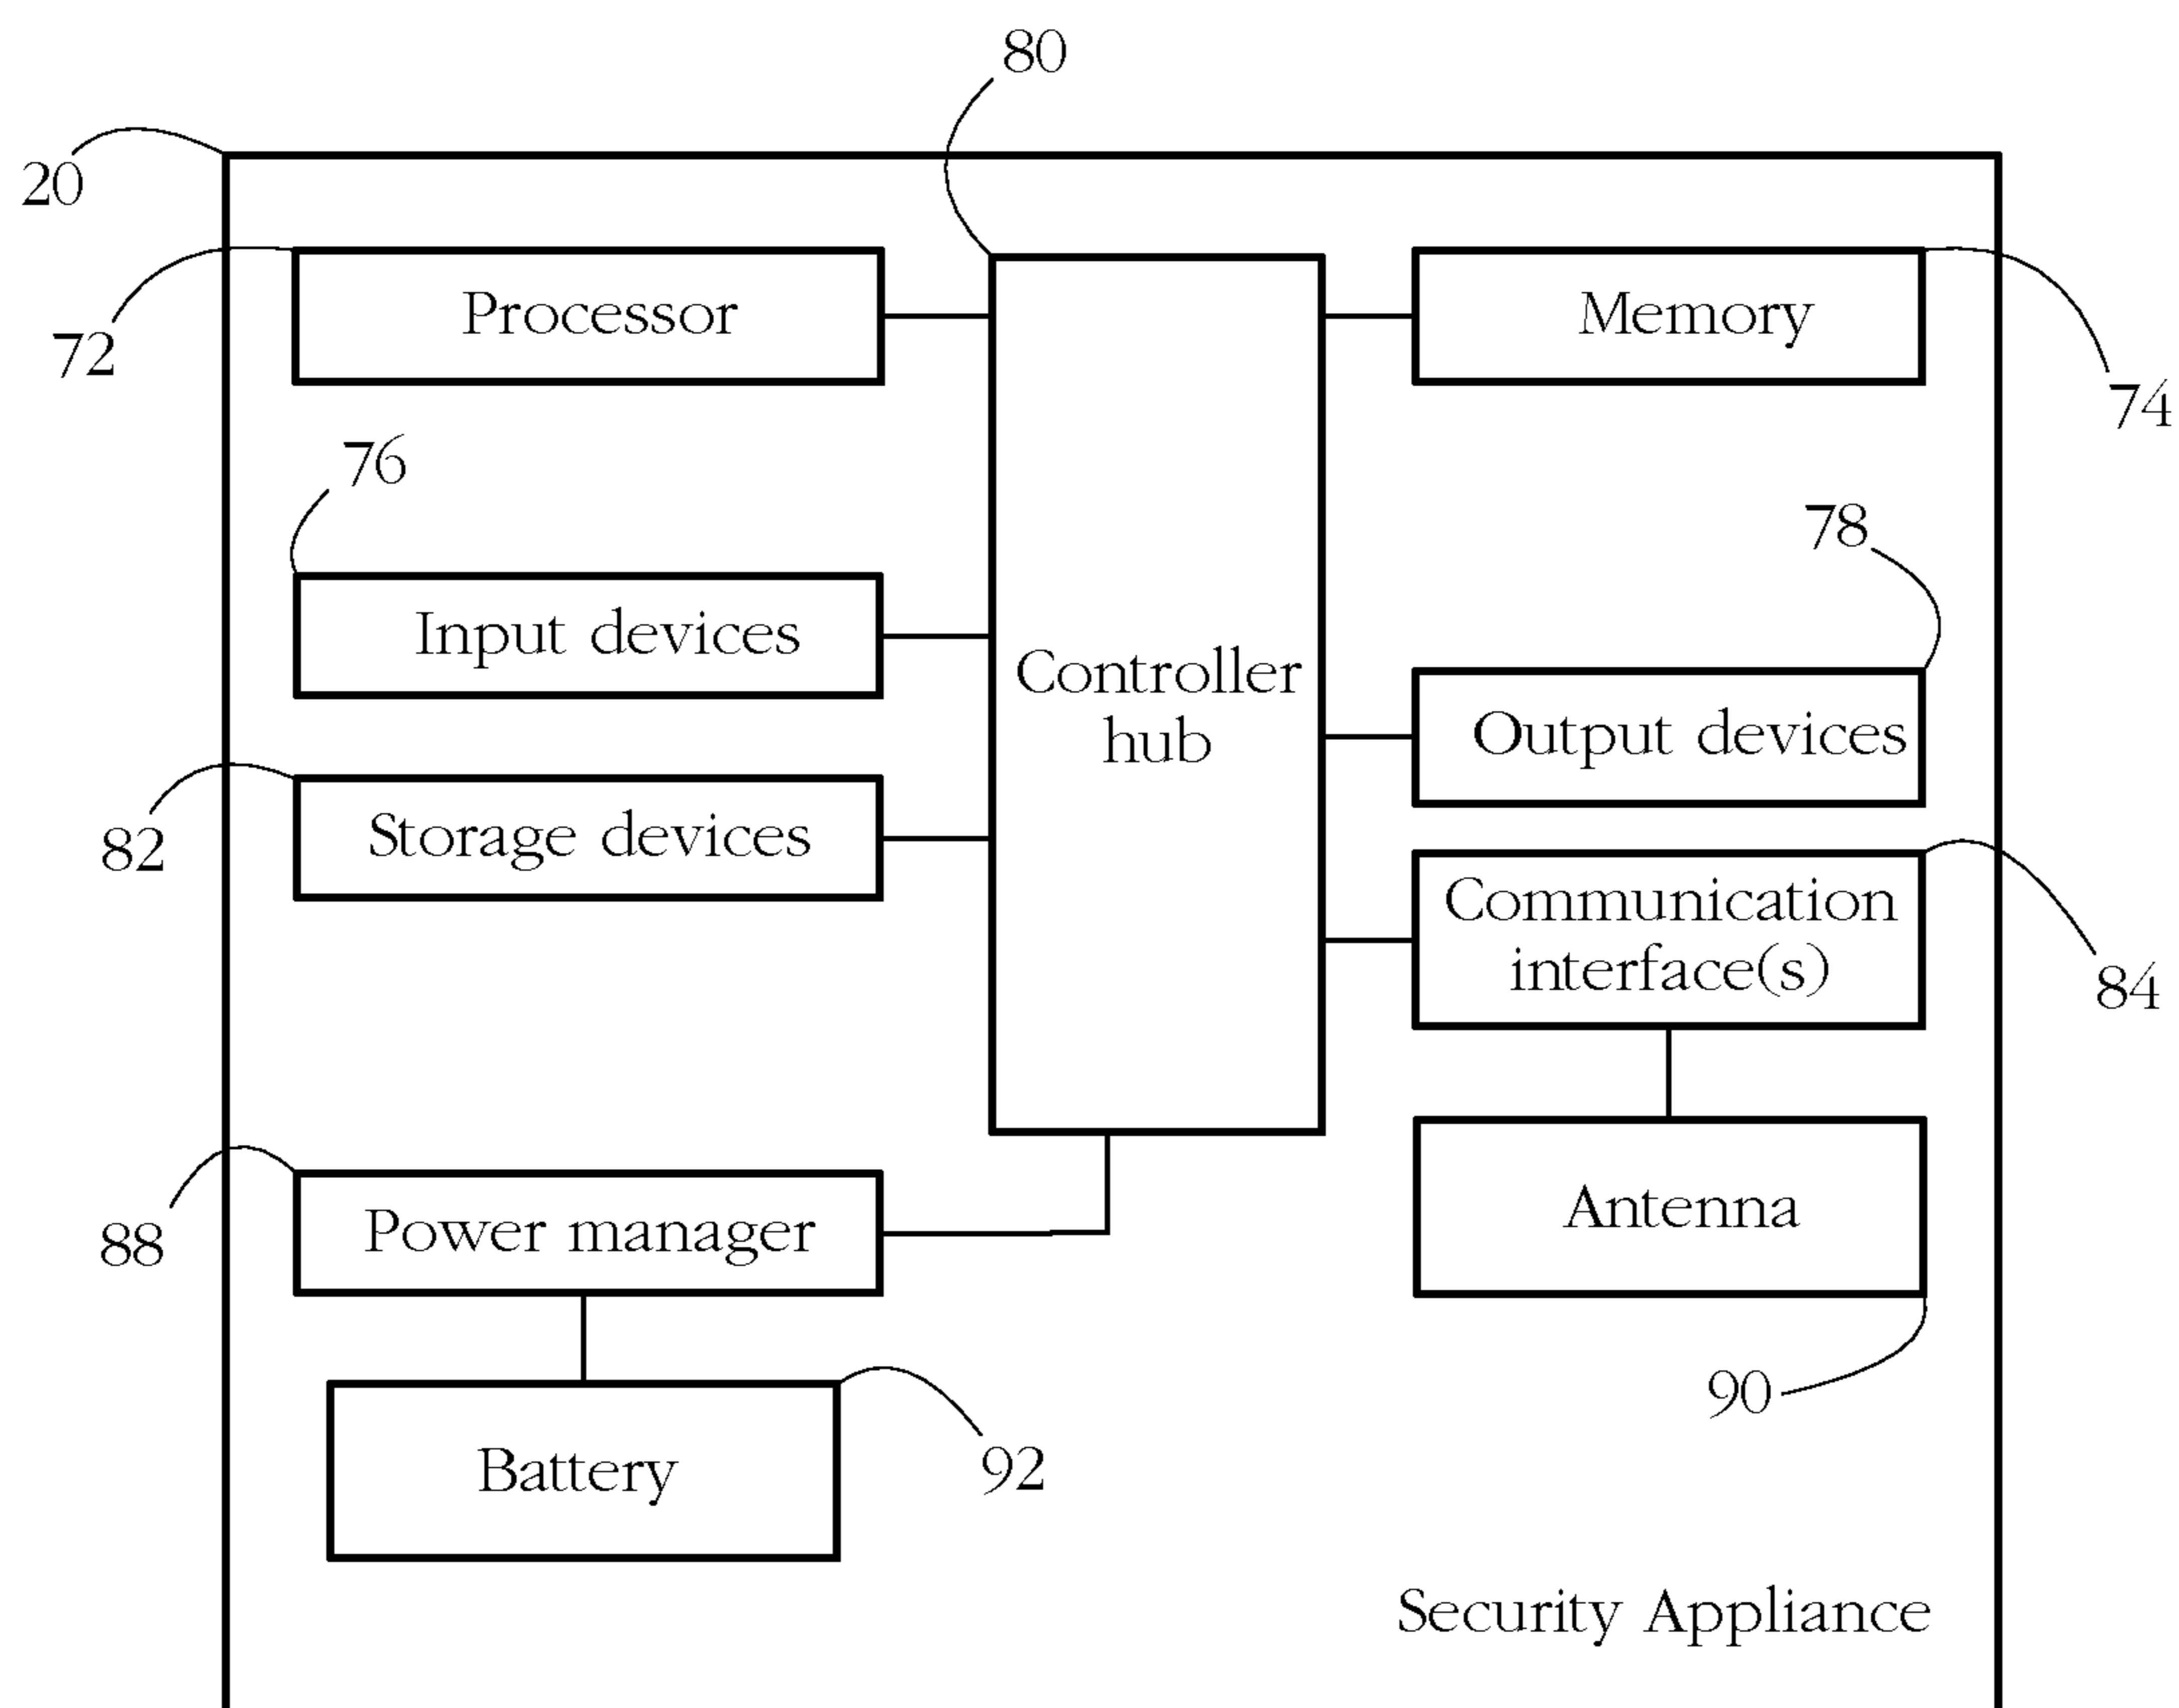 80
20
Processor
Memory
72
74
76
78
Input devices
Controller
hub
Output devices
Storage devices
82
Communication
interface(s)
84
Power manager
88
Antenna
90
Battery
92
Security Appliance